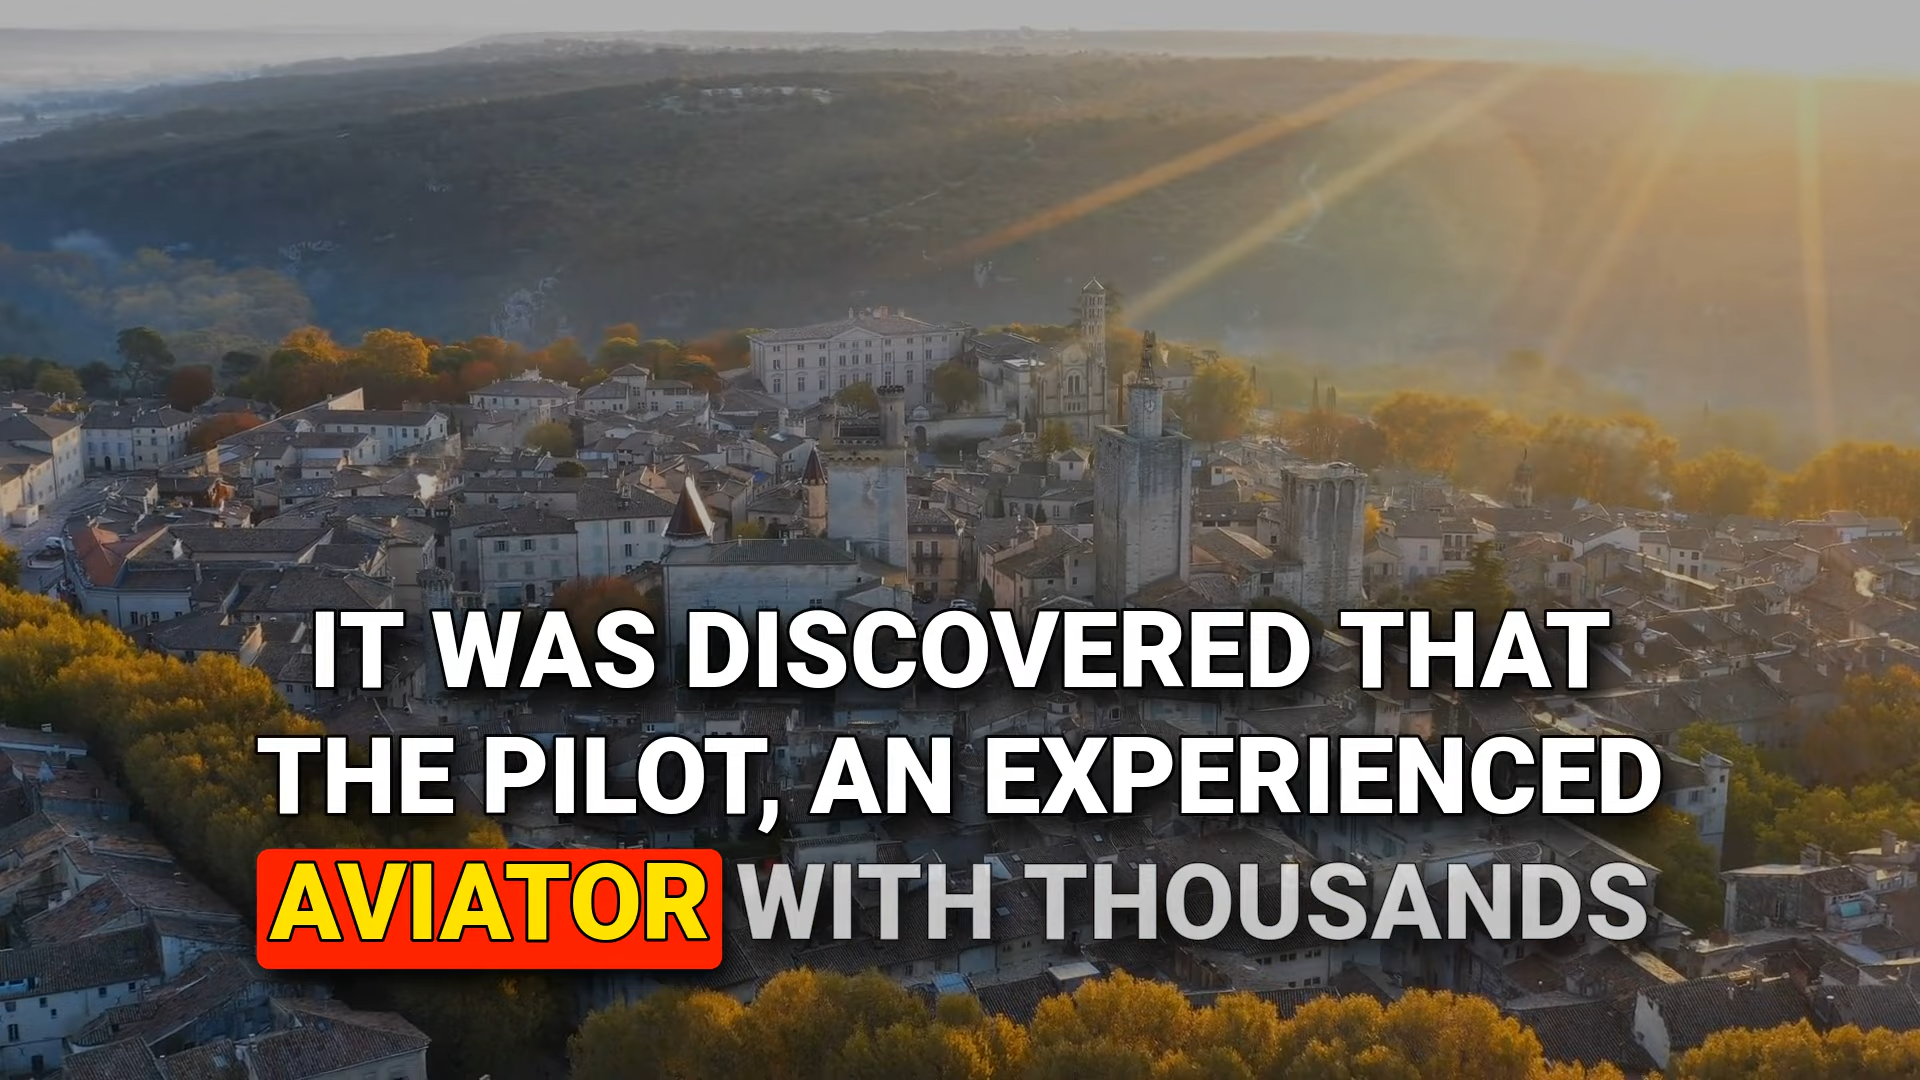 IT WAS DISCOVERED THAT
THE PILOT, AN EXPERIENCED
AVIATOR WITH THOUSANDS